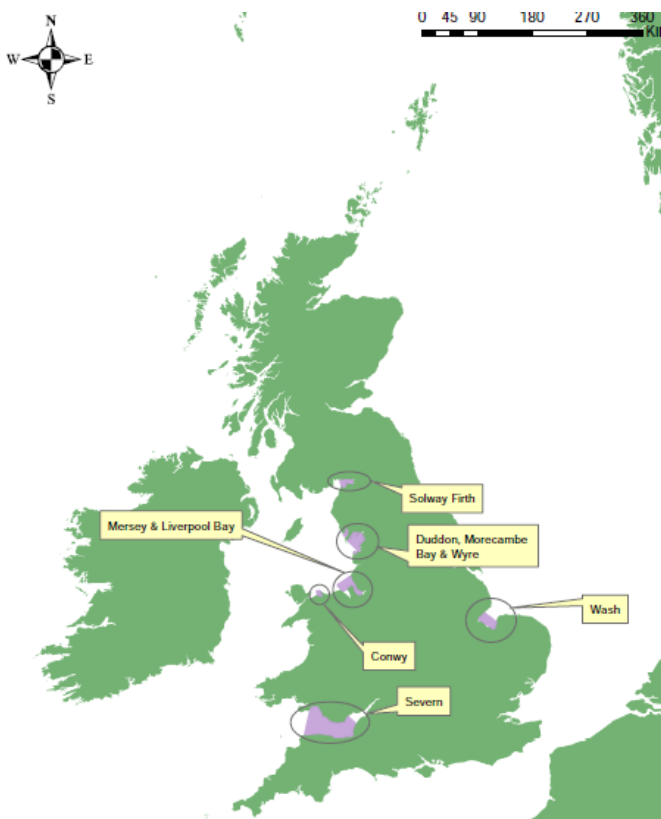 N
W E
S
0 45 90 180 270 360
Solway Firth
Mersey & Liverpool Bay
Duddon, Morecambe
Bay & Wyre
Wash
Conwy
Severn